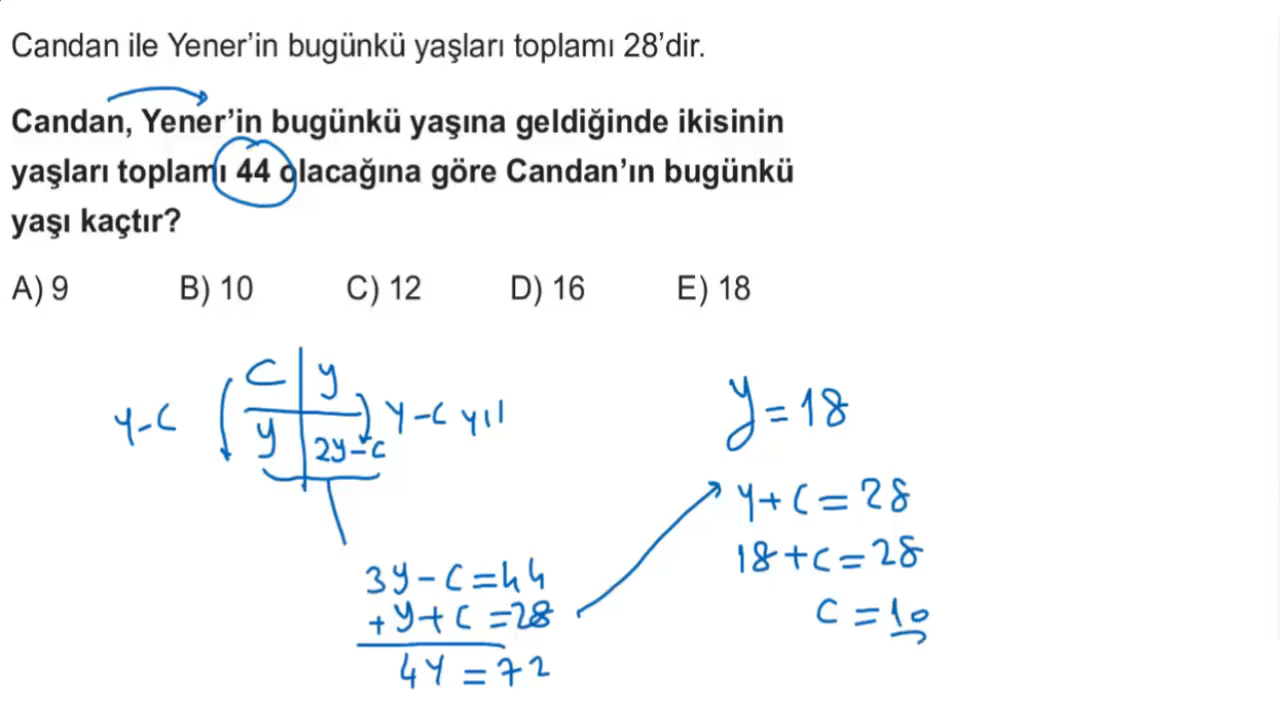 Candan ile Yener’in bugünkü yaşları toplamı 28’dir.
Candan, Yener’in bugünkü yaşına geldiğinde ikisinin
yaşları toplamı 44 olacağına göre Candan’ın bugünkü
yaşı kaçtır?
A) 9 B) 10 C) 12 D) 16 E) 18
C y
y-c y 2y-c y-c yıl
3y-c=44
+y+c=28
4y=72
y=18
y+c=28
18+c=28
c=10